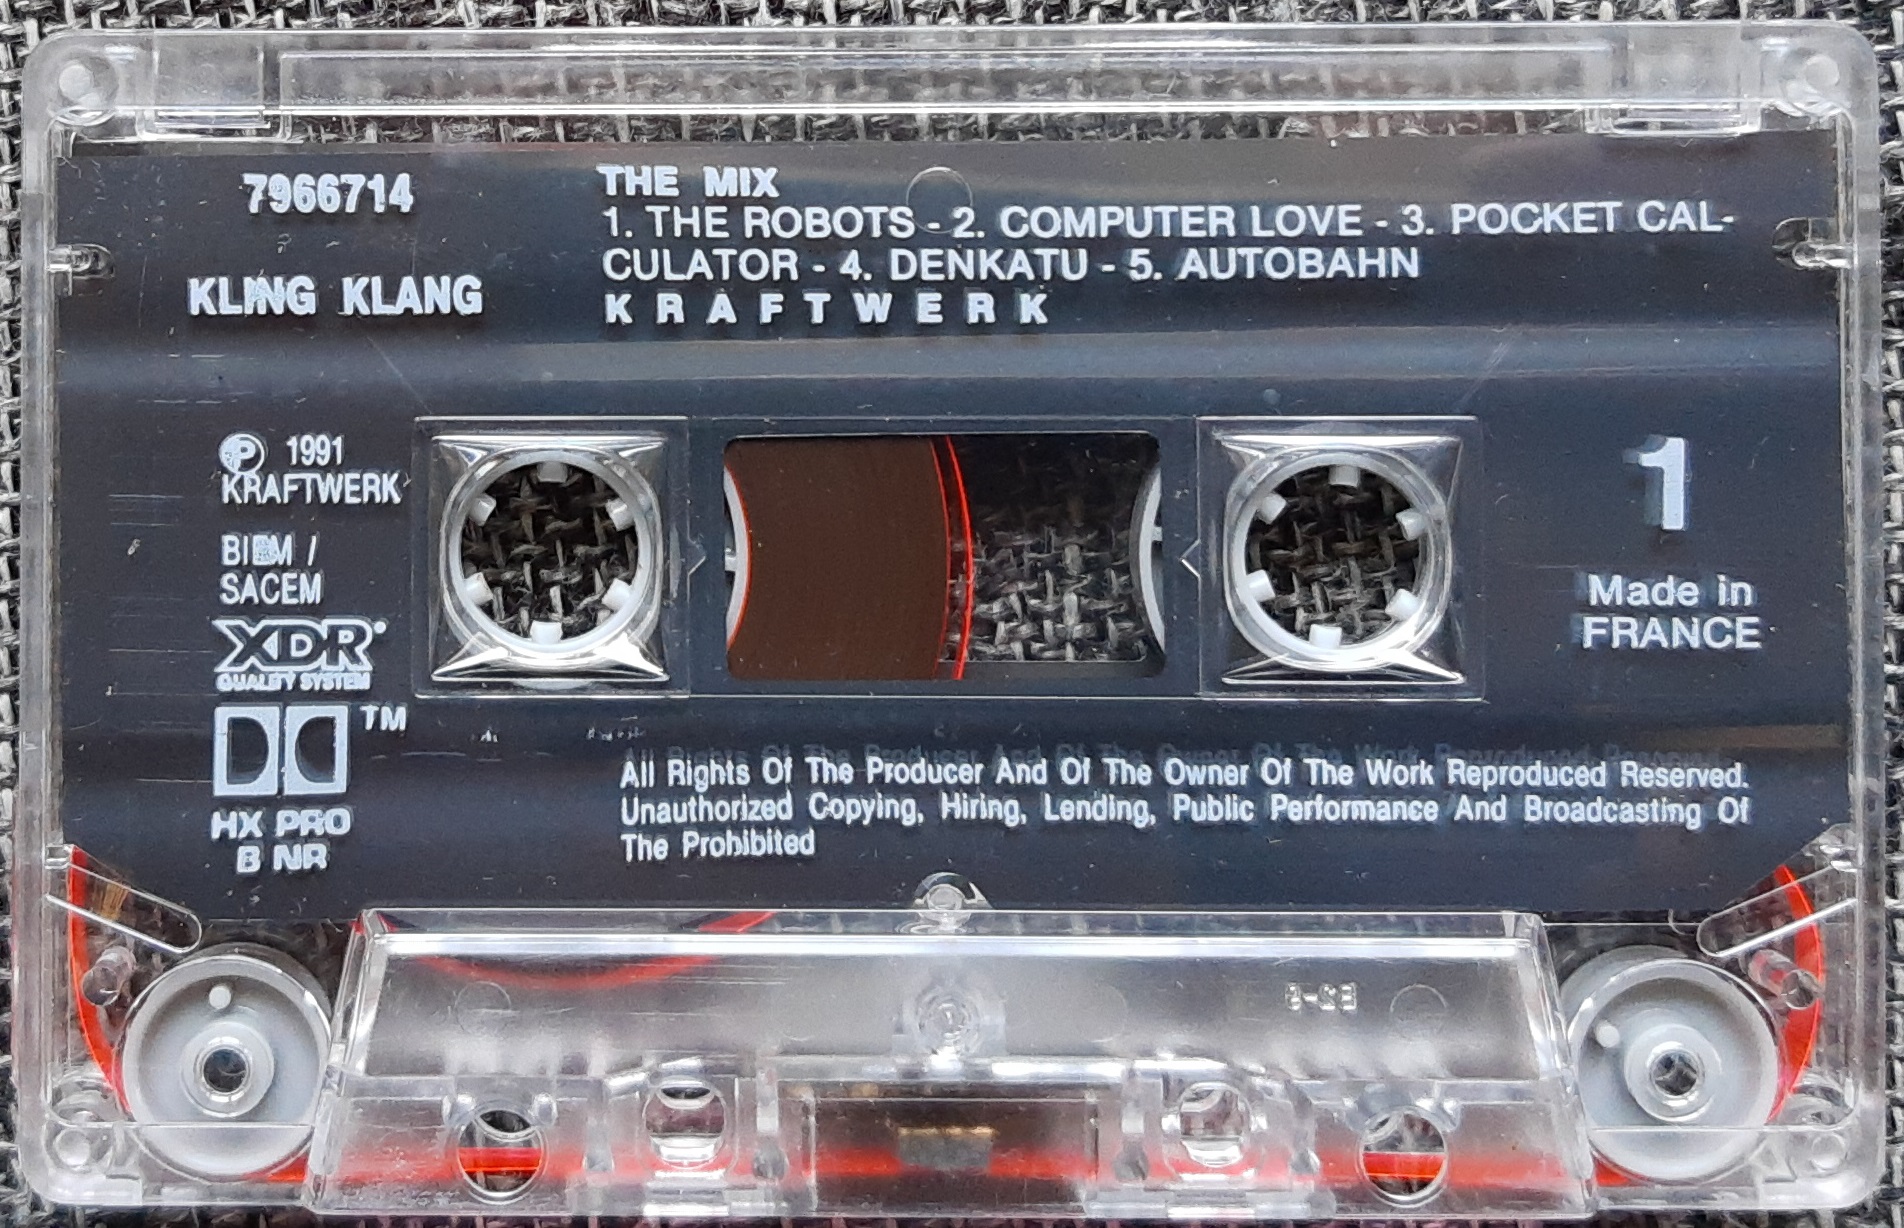 7966714
KLING KLANG
THE MIX
1. THE ROBOTS - 2. COMPUTER LOVE - 3. POCKET CAL-
CULATOR - 4. DENKATU - 5. AUTOBAHN
KRAFTWERK
Ⓟ 1991
KRAFTWERK
BIEM /
SACEM
XDR
QUALITY SYSTEM
TM
HX PRO
B NR
1
Made in
FRANCE
All Rights Of The Producer And Of The Owner Of The Work Reproduced Reserved.
Unauthorized Copying, Hiring, Lending, Public Performance And Broadcasting Of
The Prohibited